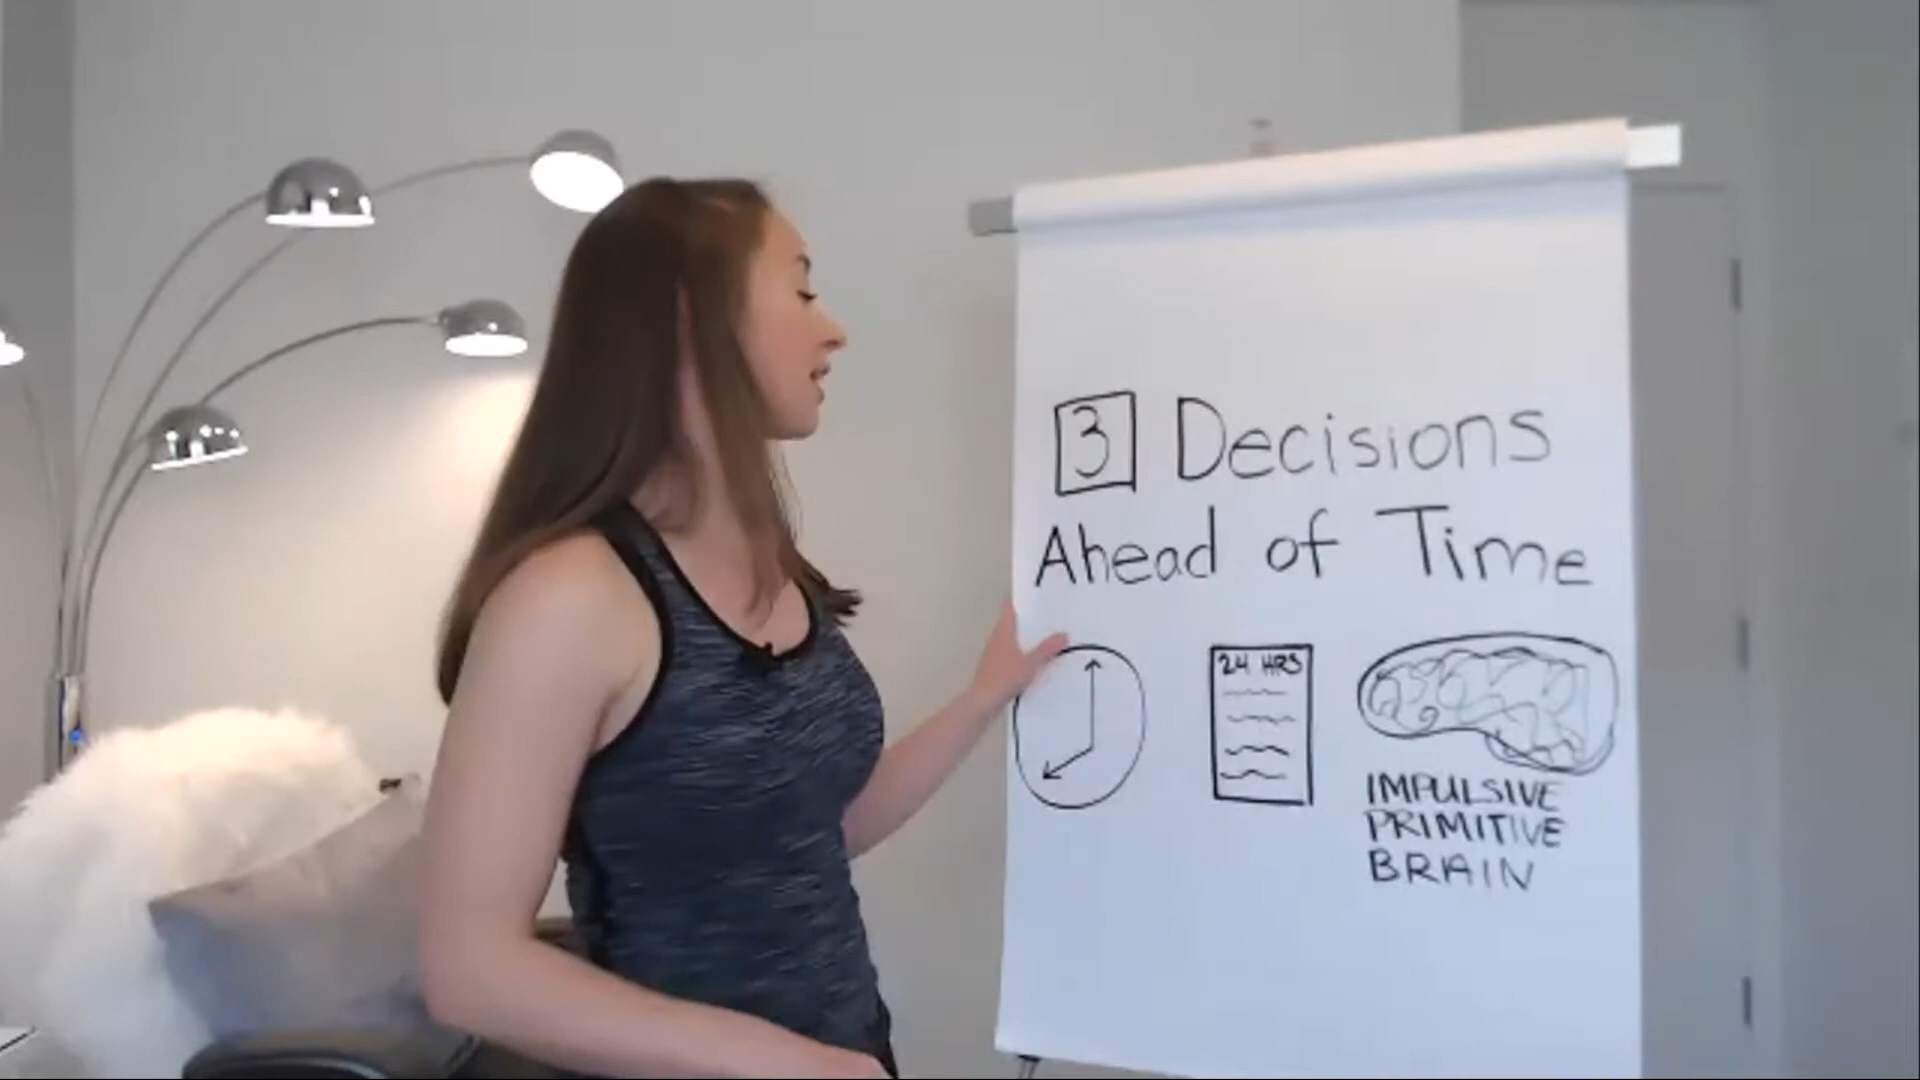 3 Decisions
Ahead of Time
24 HRS
IMPULSIVE
PRIMITIVE
BRAIN